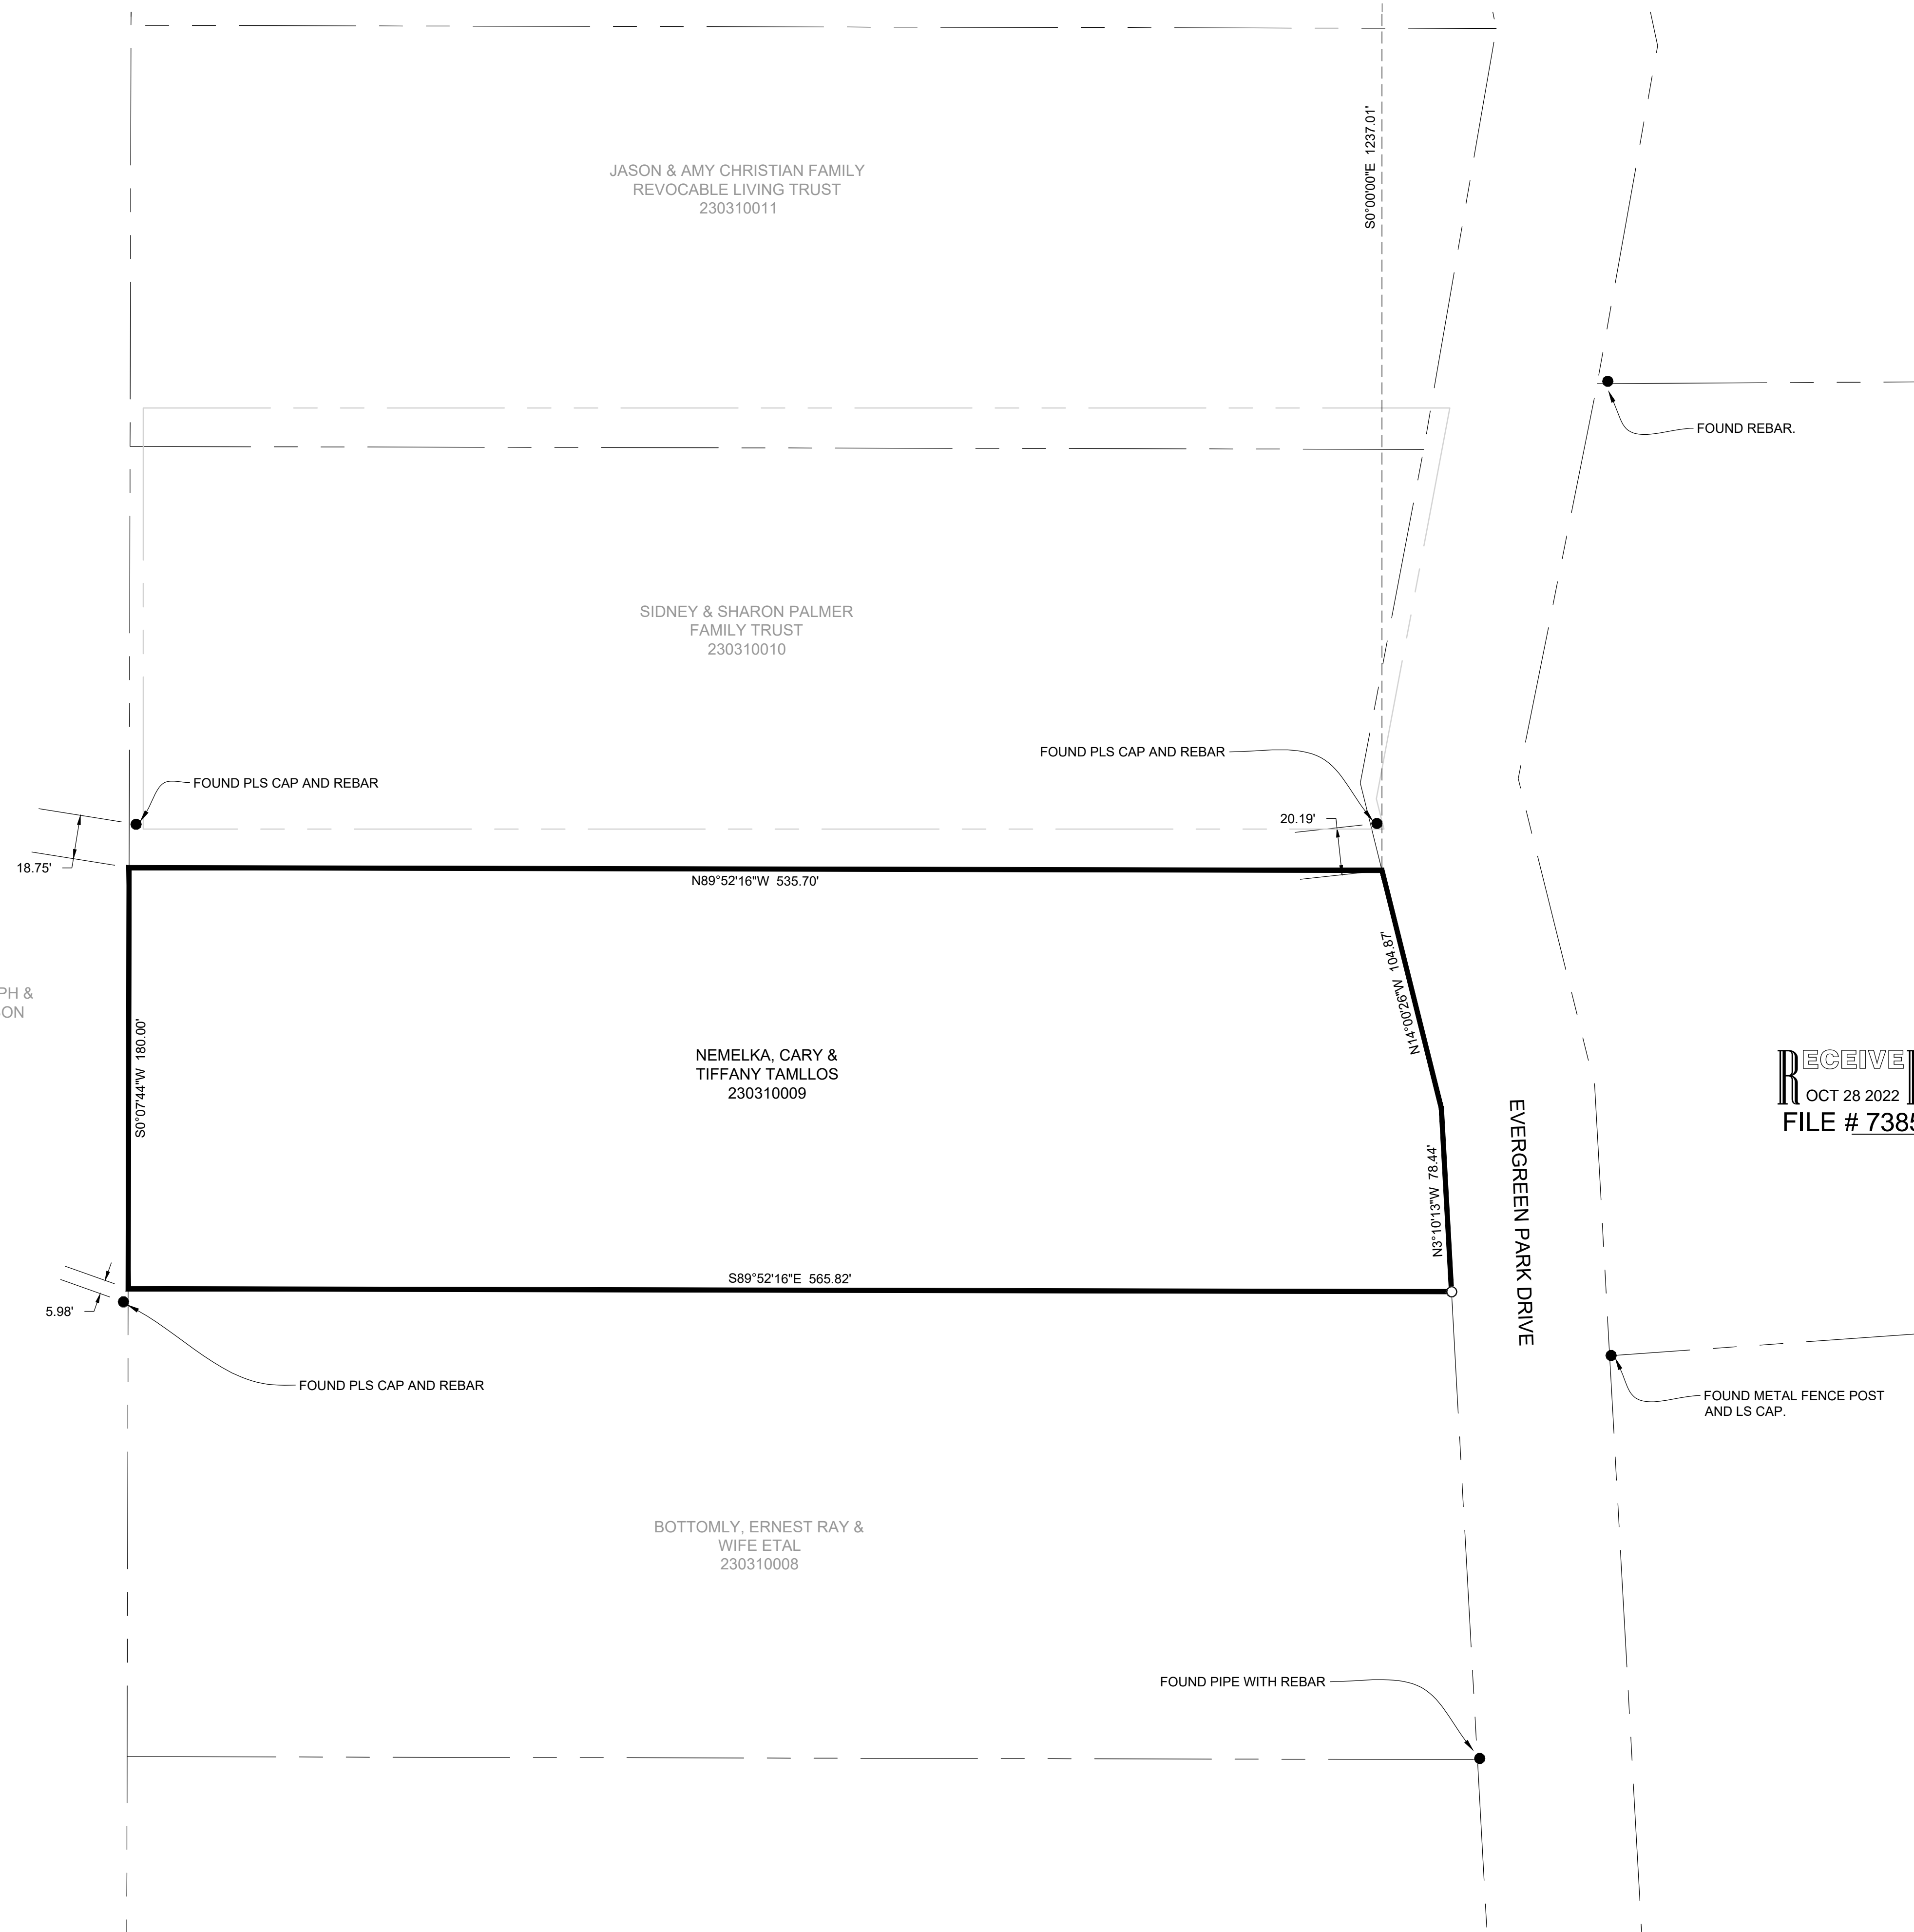 S0°00'00"E 1237.01'
JASON & AMY CHRISTIAN FAMILY
REVOCABLE LIVING TRUST
230310011
FOUND REBAR.
SIDNEY & SHARON PALMER
FAMILY TRUST
230310010
FOUND PLS CAP AND REBAR
FOUND PLS CAP AND REBAR
20.19'
18.75'
N89°52'16"W 535.70'
N14°00'26"W 104.87'
PH &
ON
S0°07'44"W 180.00'
NEMELKA, CARY &
TIFFANY TAMLLOS
230310009
RECEIVE
OCT 28 2022
FILE # 7385
EVERGREEN PARK DRIVE
N3°10'13"W 78.44'
S89°52'16"E 565.82'
5.98'
FOUND PLS CAP AND REBAR
FOUND METAL FENCE POST
AND LS CAP.
BOTTOMLY, ERNEST RAY &
WIFE ETAL
230310008
FOUND PIPE WITH REBAR